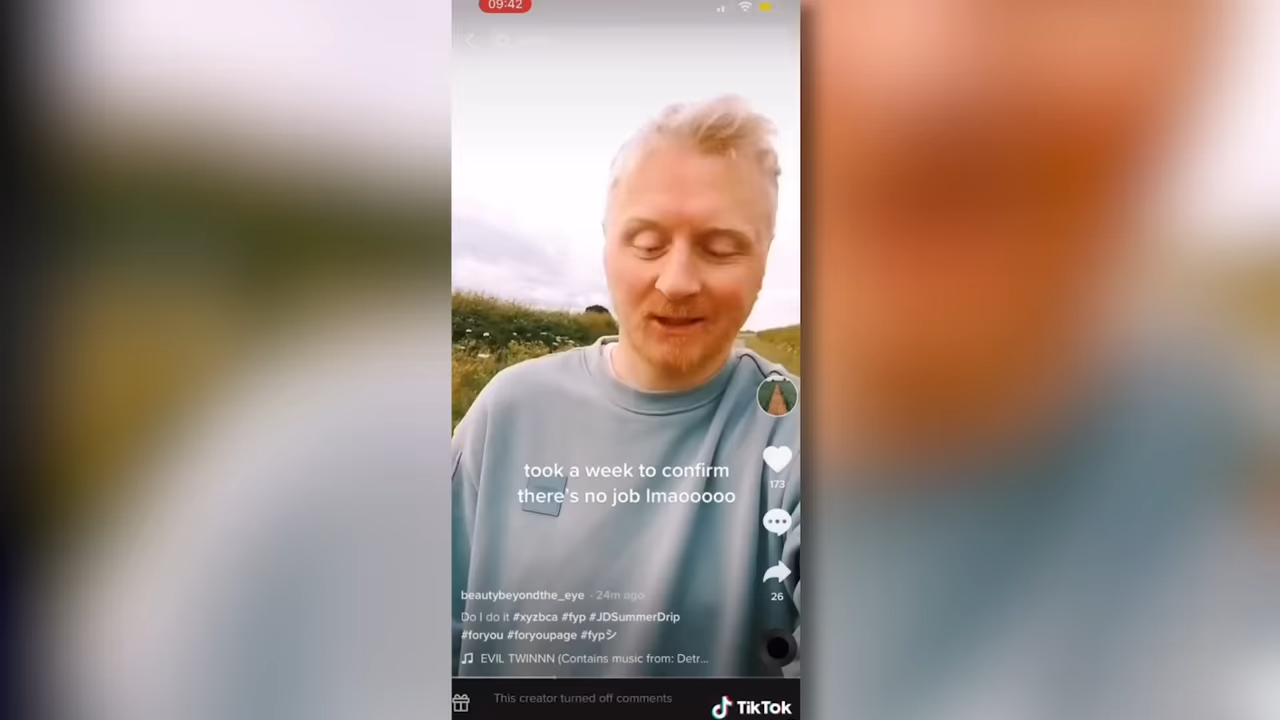 09:42
took a week to confirm
there's no job lmaooooo
173
26
beautybeyondthe_eye · 24m ago
Do I do it #xyzbca #fyp #JDSummerDrip
#foryou #foryoupage #fypシ
EVIL TWINNN (Contains music from: Detr...
This creator turned off comments
TikTok